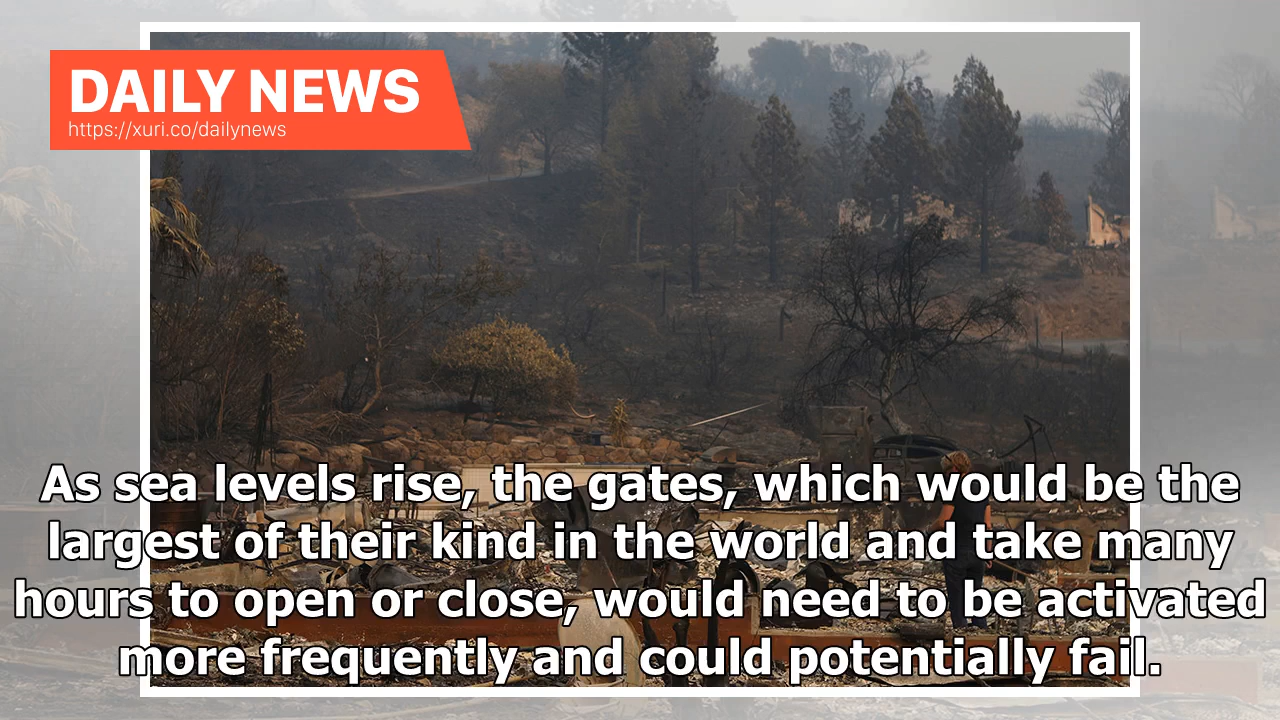 DAILY NEWS
https://xuri.co/dailynews
As sea levels rise, the gates, which would be the
largest of their kind in the world and take many
hours to open or close, would need to be activated
more frequently and could potentially fail.